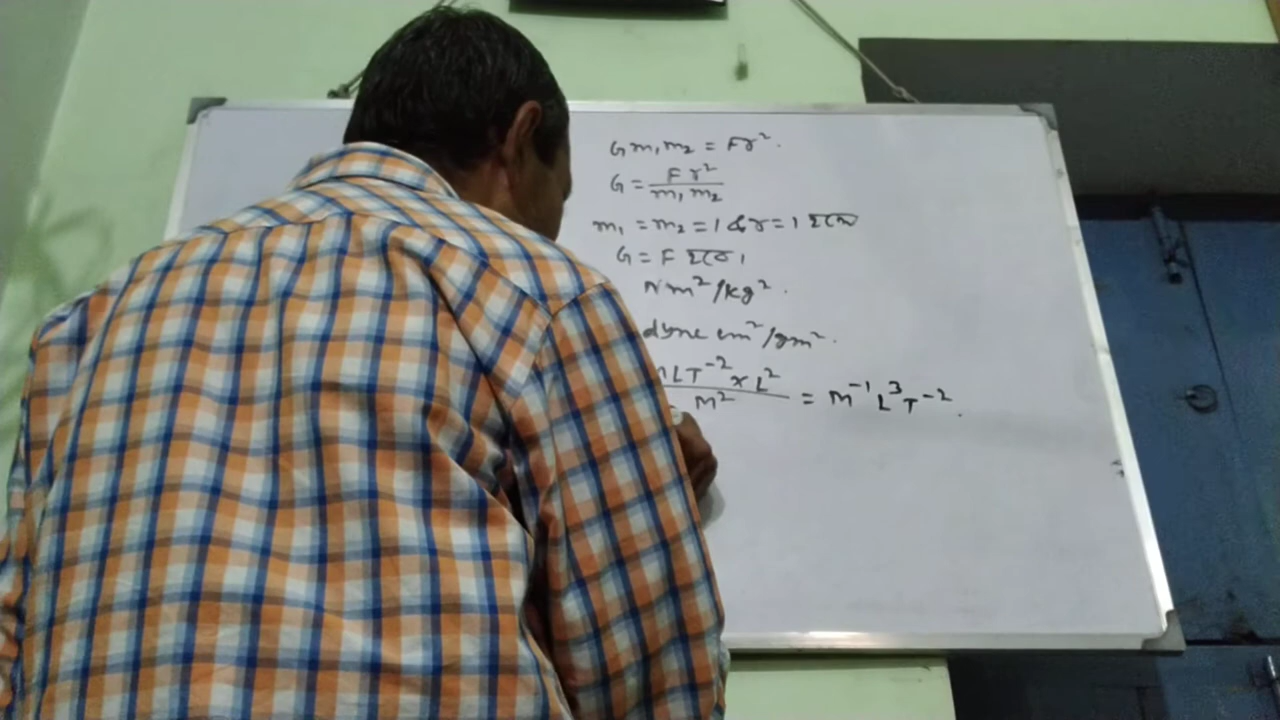 Gm₁m₂ = Fr².
G = Fr²/m₁m₂
m₁ = m₂ = 1 & r = 1 हो तो
G = F होगा।
Nm²/kg².
dyne cm²/gm².
MLT⁻² × L²/M² = M⁻¹L³T⁻².